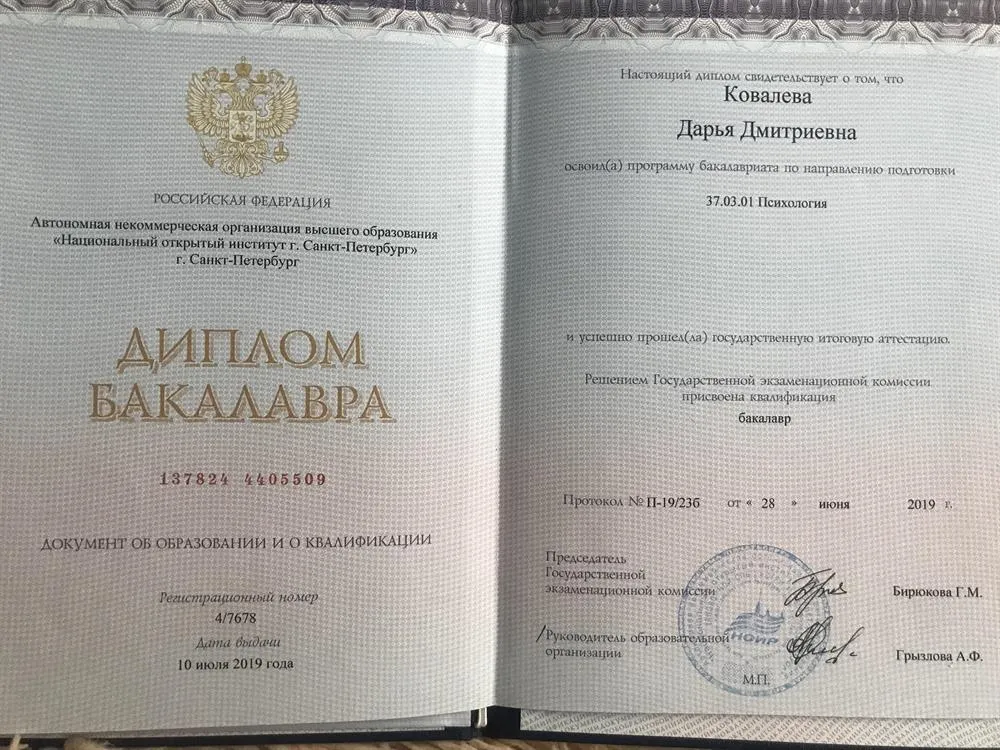 РОССИЙСКАЯ ФЕДЕРАЦИЯ
Автономная некоммерческая организация высшего образования
«Национальный открытый институт г. Санкт-Петербург»
г. Санкт-Петербург
ДИПЛОМ
БАКАЛАВРА
137824 4405509
ДОКУМЕНТ ОБ ОБРАЗОВАНИИ И О КВАЛИФИКАЦИИ
Регистрационный номер
4/7678
Дата выдачи
10 июля 2019 года
Настоящий диплом свидетельствует о том, что
Ковалева
Дарья Дмитриевна
освоил(а) программу бакалавриата по направлению подготовки
37.03.01 Психология
и успешно прошел(ла) государственную итоговую аттестацию.
Решением Государственной экзаменационной комиссии
присвоена квалификация
бакалавр
Протокол № П-19/23б от « 28 » июня 2019 г.
Председатель
Государственной
экзаменационной комиссии Бирюкова Г.М.
/Руководитель образовательной
организации Грызлова А.Ф.
НОИР
М.П.